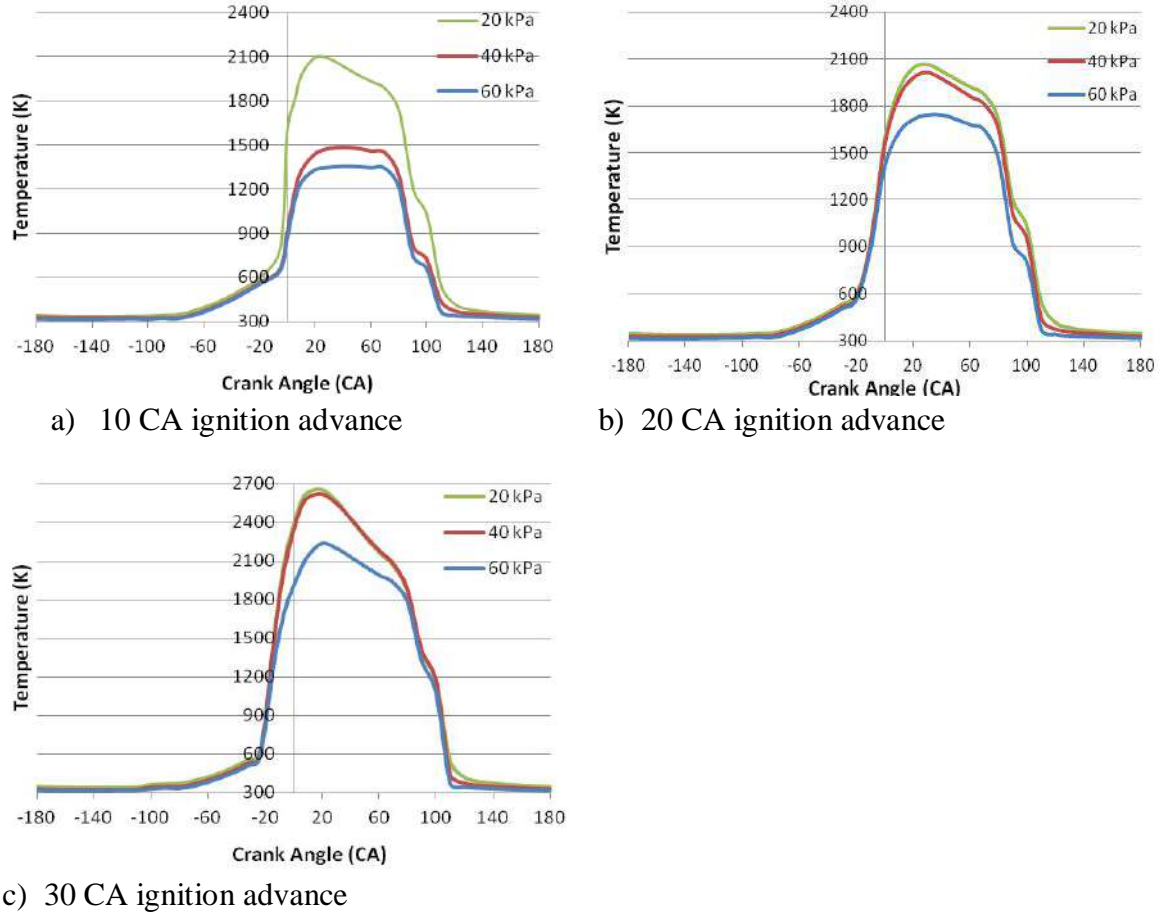 2400
2100
1800
1500
1200
900
600
300
-180 -140 -100 -60 -20 20 60 100 140 180
Temperature (K)
Crank Angle (CA)
20 kPa
40 kPa
60 kPa
a) 10 CA ignition advance
2400
2100
1800
1500
1200
900
600
300
-180 -140 -100 -60 -20 20 60 100 140 180
Temperature (K)
Crank Angle (CA)
20 kPa
40 kPa
60 kPa
b) 20 CA ignition advance
2700
2400
2100
1800
1500
1200
900
600
300
-180 -140 -100 -60 -20 20 60 100 140 180
Temperature (K)
Crank Angle (CA)
20 kPa
40 kPa
60 kPa
c) 30 CA ignition advance